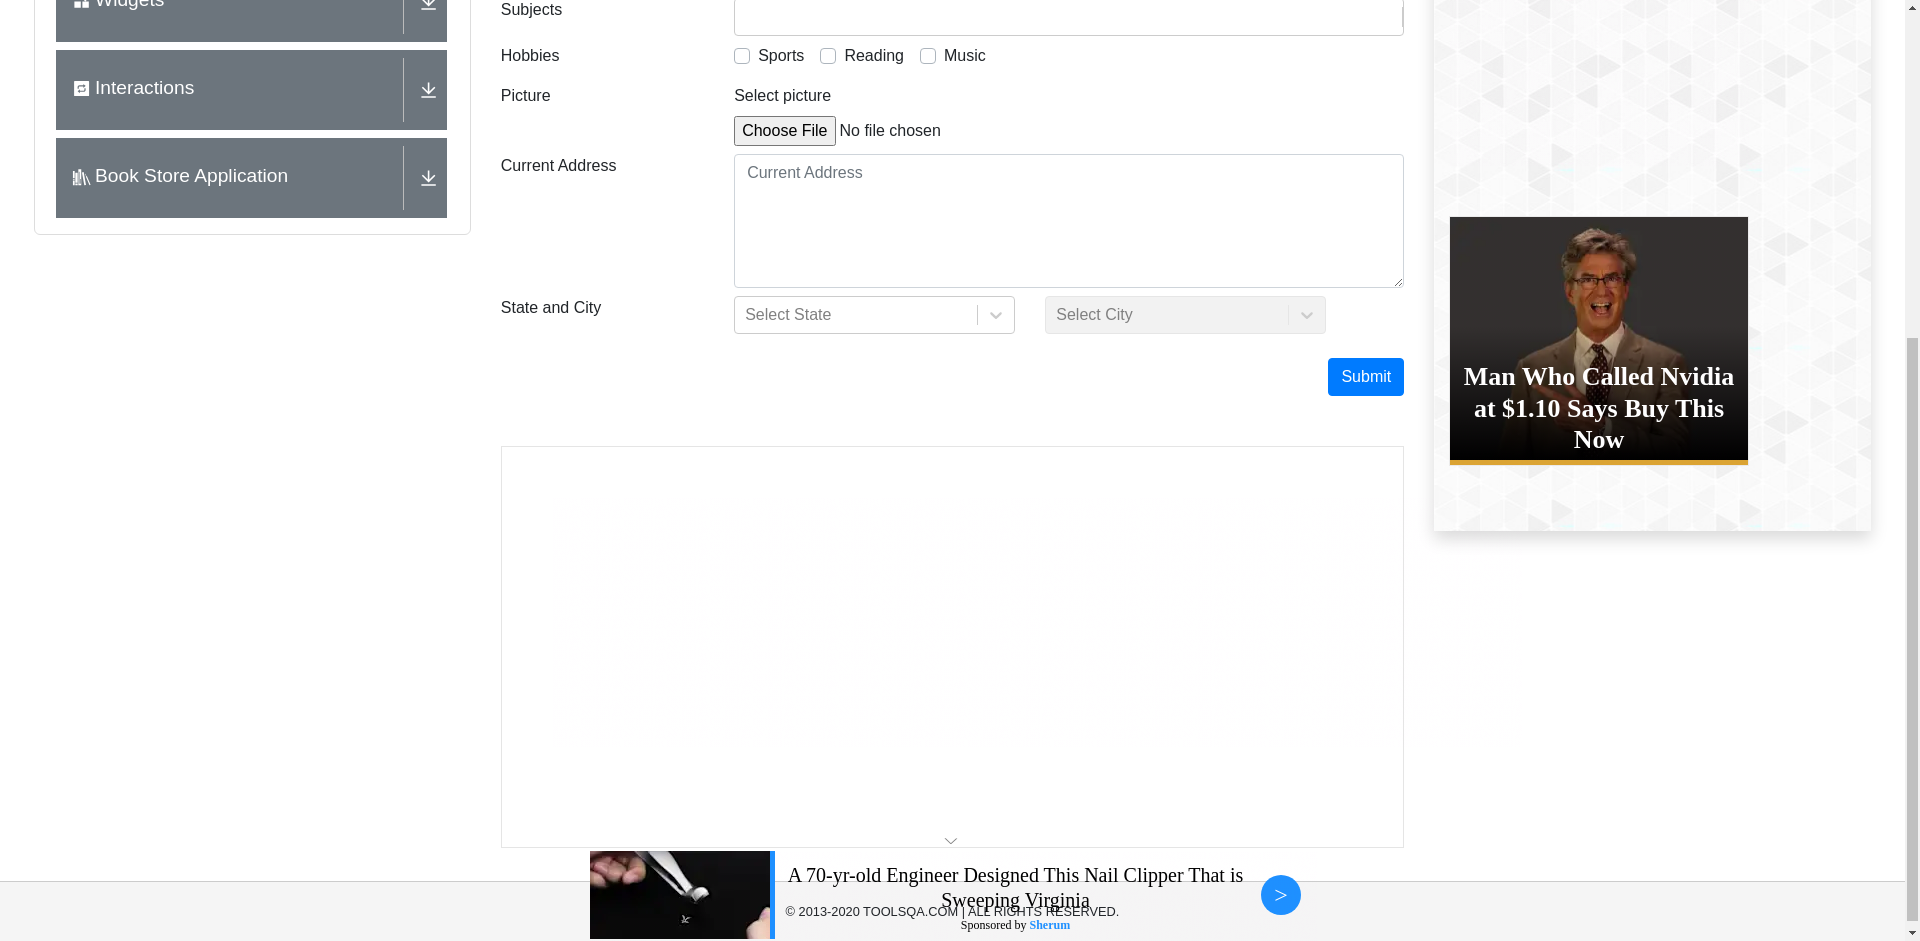 Widgets
Interactions
Book Store Application
Subjects
Hobbies
Sports
Reading
Music
Picture
Select picture
Choose File No file chosen
Current Address
Current Address
State and City
Select State
Select City
Submit
Man Who Called Nvidia
at $1.10 Says Buy This
Now
A 70-yr-old Engineer Designed This Nail Clipper That is
Sweeping Virginia
>
© 2013-2020 TOOLSQA.COM | ALL RIGHTS RESERVED.
Sponsored by Sherum